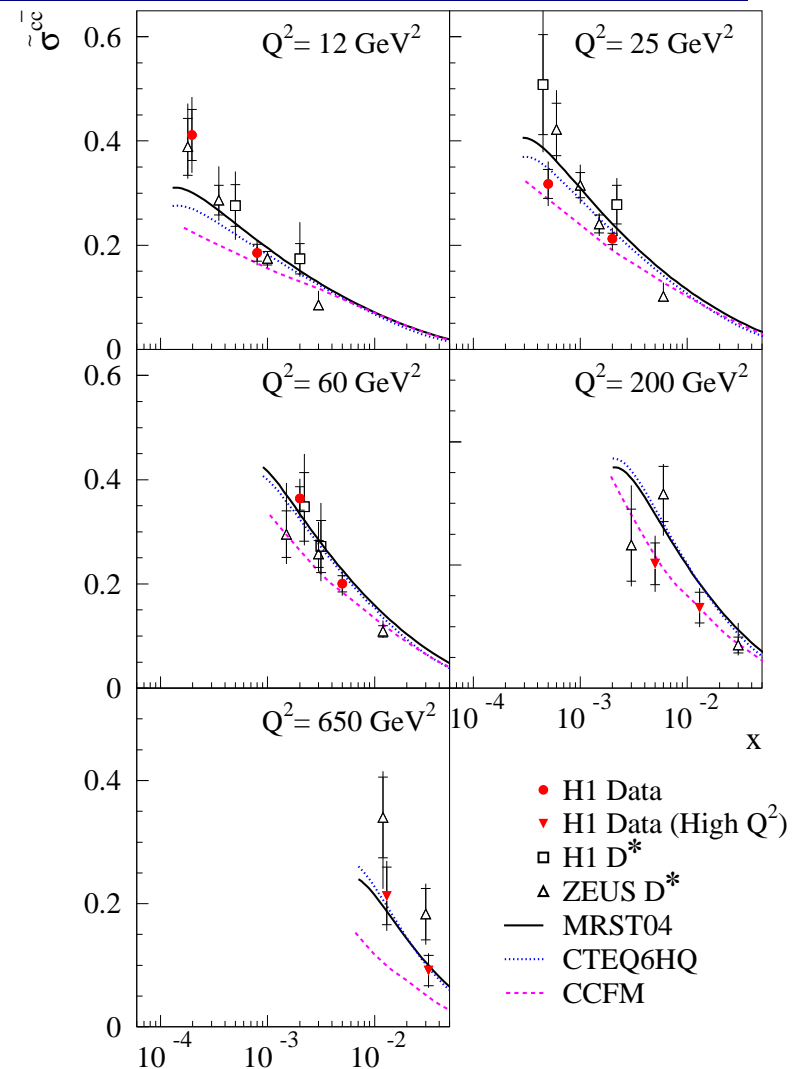 σ̃^cc̄
Q²= 12 GeV²
Q²= 25 GeV²
0.6
0.4
0.2
0
Q²= 60 GeV²
Q²= 200 GeV²
0.6
0.4
0.2
0
Q²= 650 GeV²
10⁻⁴ 10⁻³ 10⁻²
x
0.4
0.2
0
H1 Data
H1 Data (High Q²)
H1 D*
ZEUS D*
MRST04
CTEQ6HQ
CCFM
10⁻⁴ 10⁻³ 10⁻²